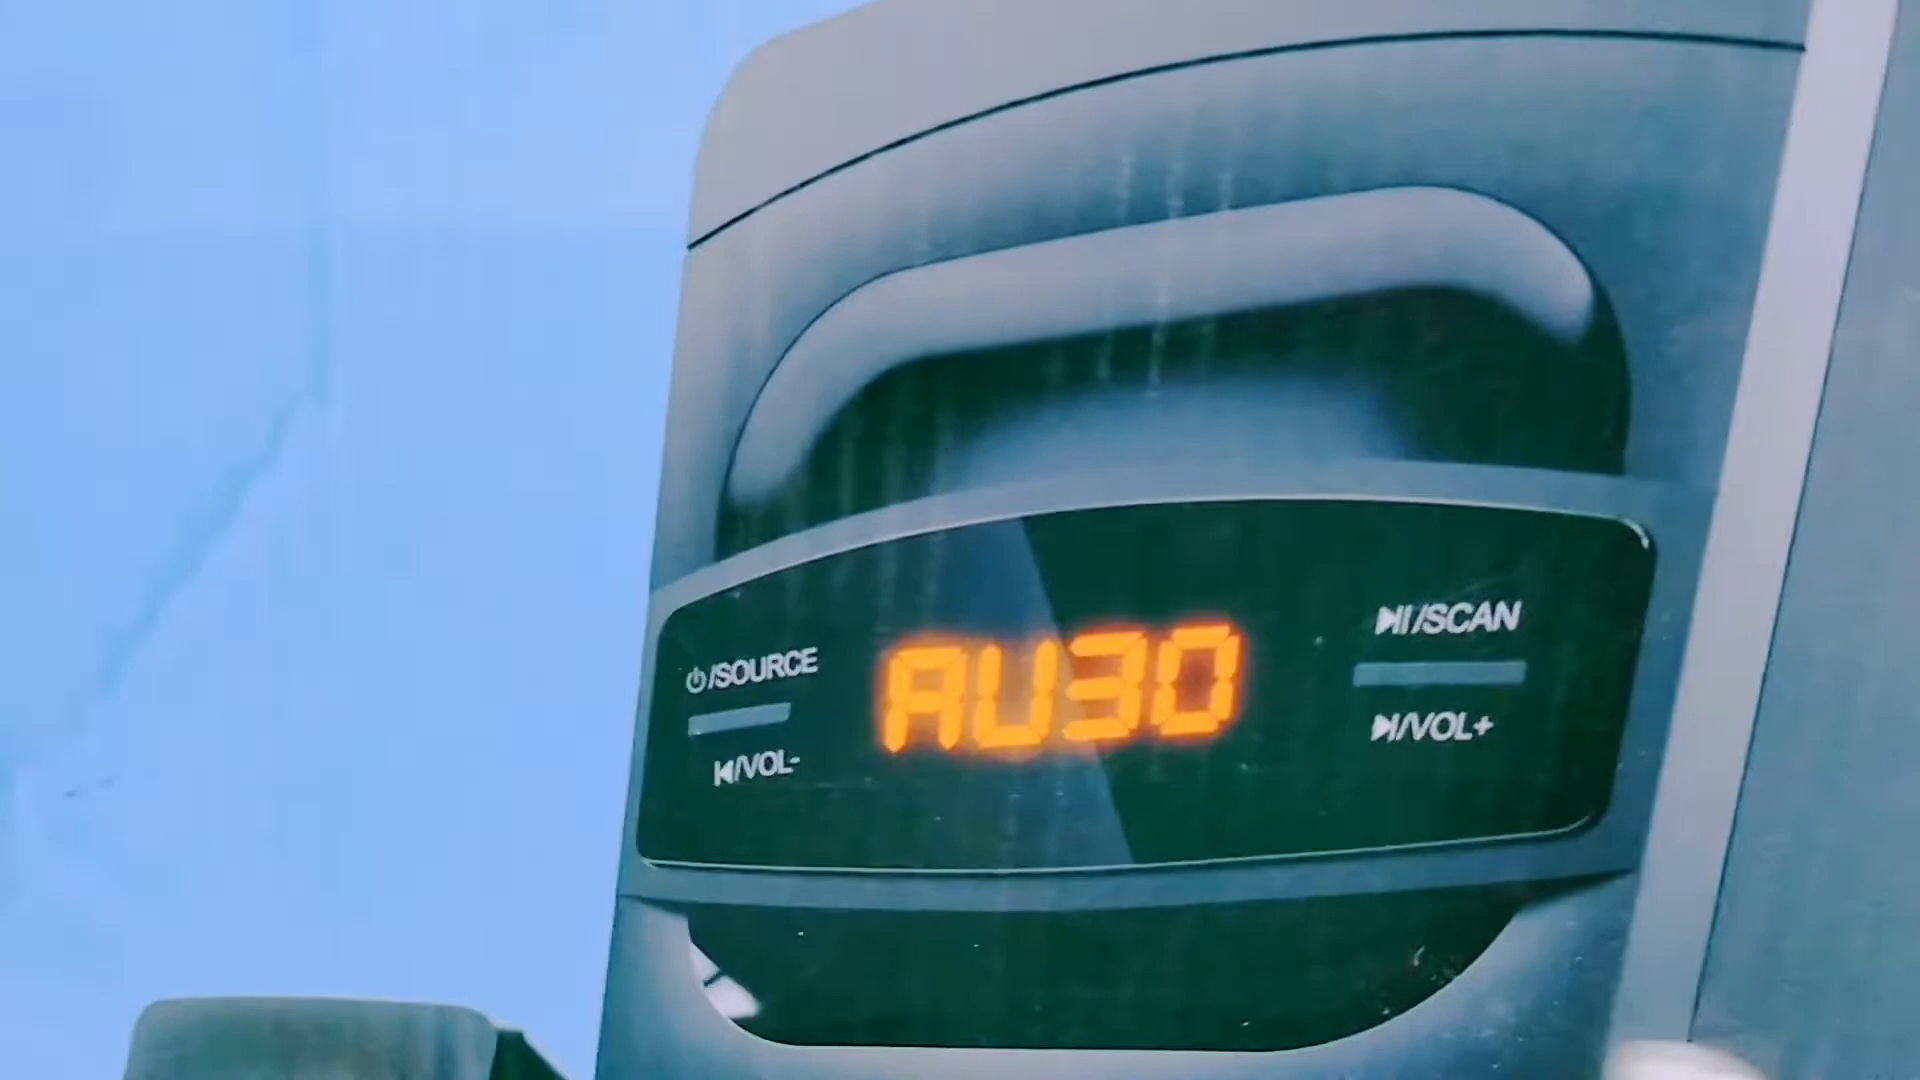 ⏻/SOURCE
⏮/VOL-
AU30
⏯/SCAN
⏭/VOL+